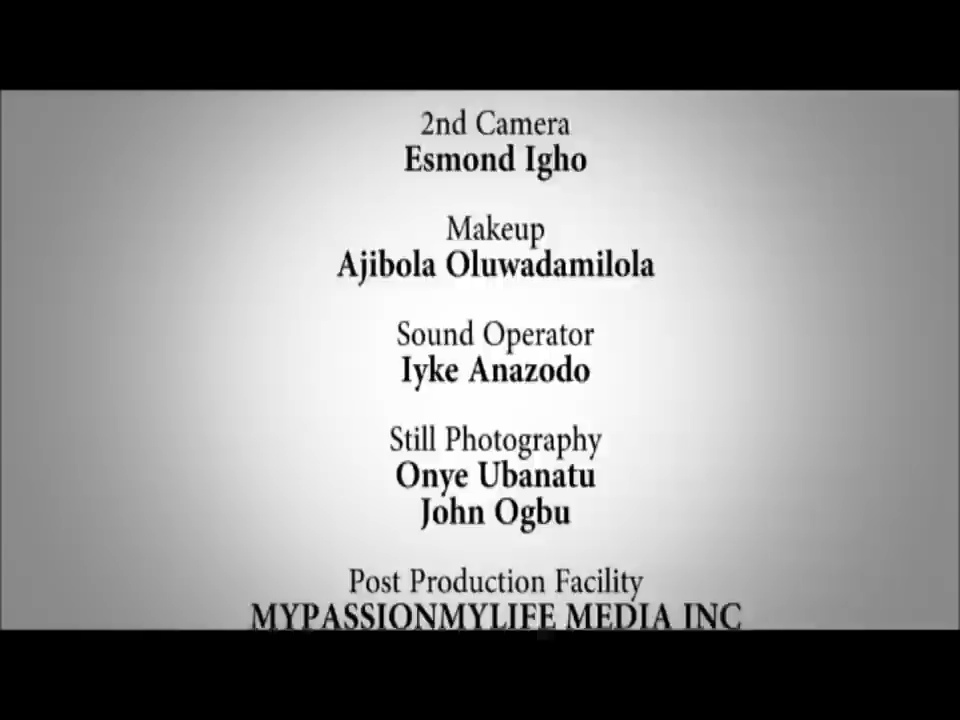 2nd Camera
Esmond Igho
Makeup
Ajibola Oluwadamilola
Sound Operator
Iyke Anazodo
Still Photography
Onye Ubanatu
John Ogbu
Post Production Facility
MYPASSIONMYLIFE MEDIA INC